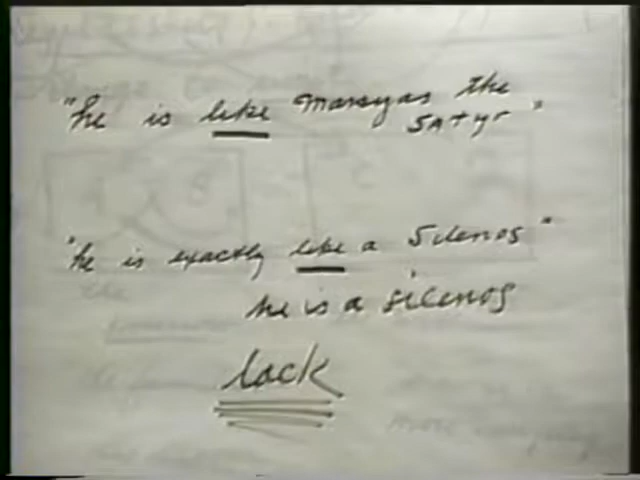 "he is like Marsyas the
Satyr"
"he is exactly like a Silenos"
he is a silenos
lack